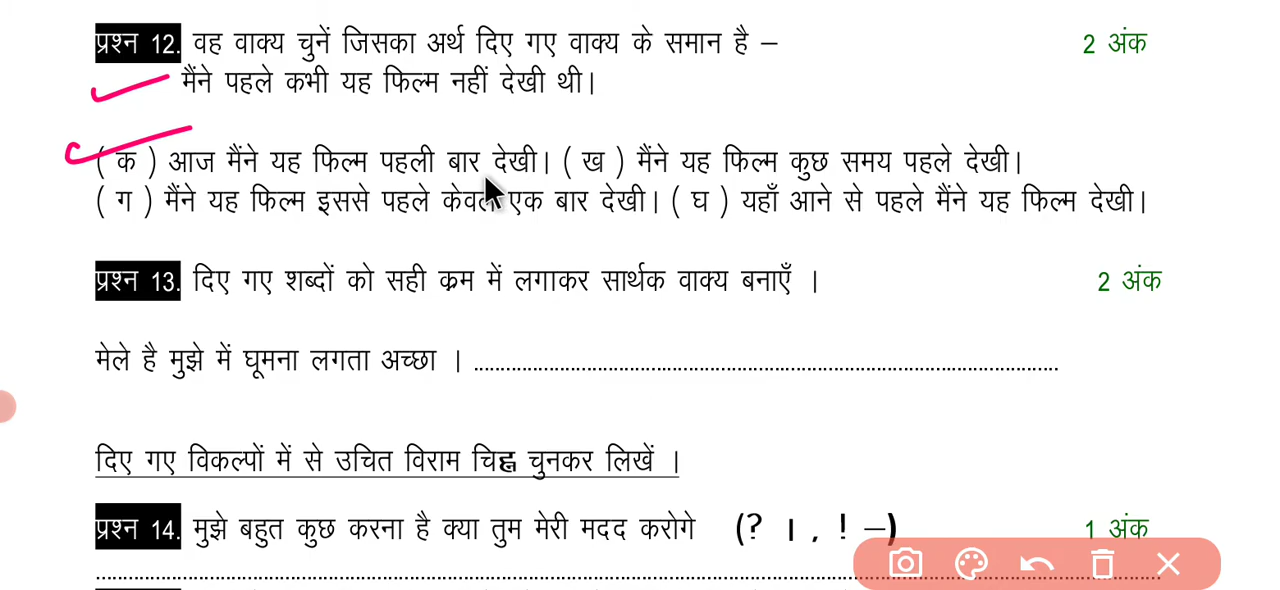 प्रश्न 12. वह वाक्य चुनें जिसका अर्थ दिए गए वाक्य के समान है – 2 अंक
मैंने पहले कभी यह फिल्म नहीं देखी थी।
( क ) आज मैंने यह फिल्म पहली बार देखी। ( ख ) मैंने यह फिल्म कुछ समय पहले देखी।
( ग ) मैंने यह फिल्म इससे पहले केवल एक बार देखी। ( घ ) यहाँ आने से पहले मैंने यह फिल्म देखी।
प्रश्न 13. दिए गए शब्दों को सही क्रम में लगाकर सार्थक वाक्य बनाएँ । 2 अंक
मेले है मुझे में घूमना लगता अच्छा । ....................................................................................
दिए गए विकल्पों में से उचित विराम चिह्न चुनकर लिखें ।
प्रश्न 14. मुझे बहुत कुछ करना है क्या तुम मेरी मदद करोगे (? । , ! –) 1 अंक